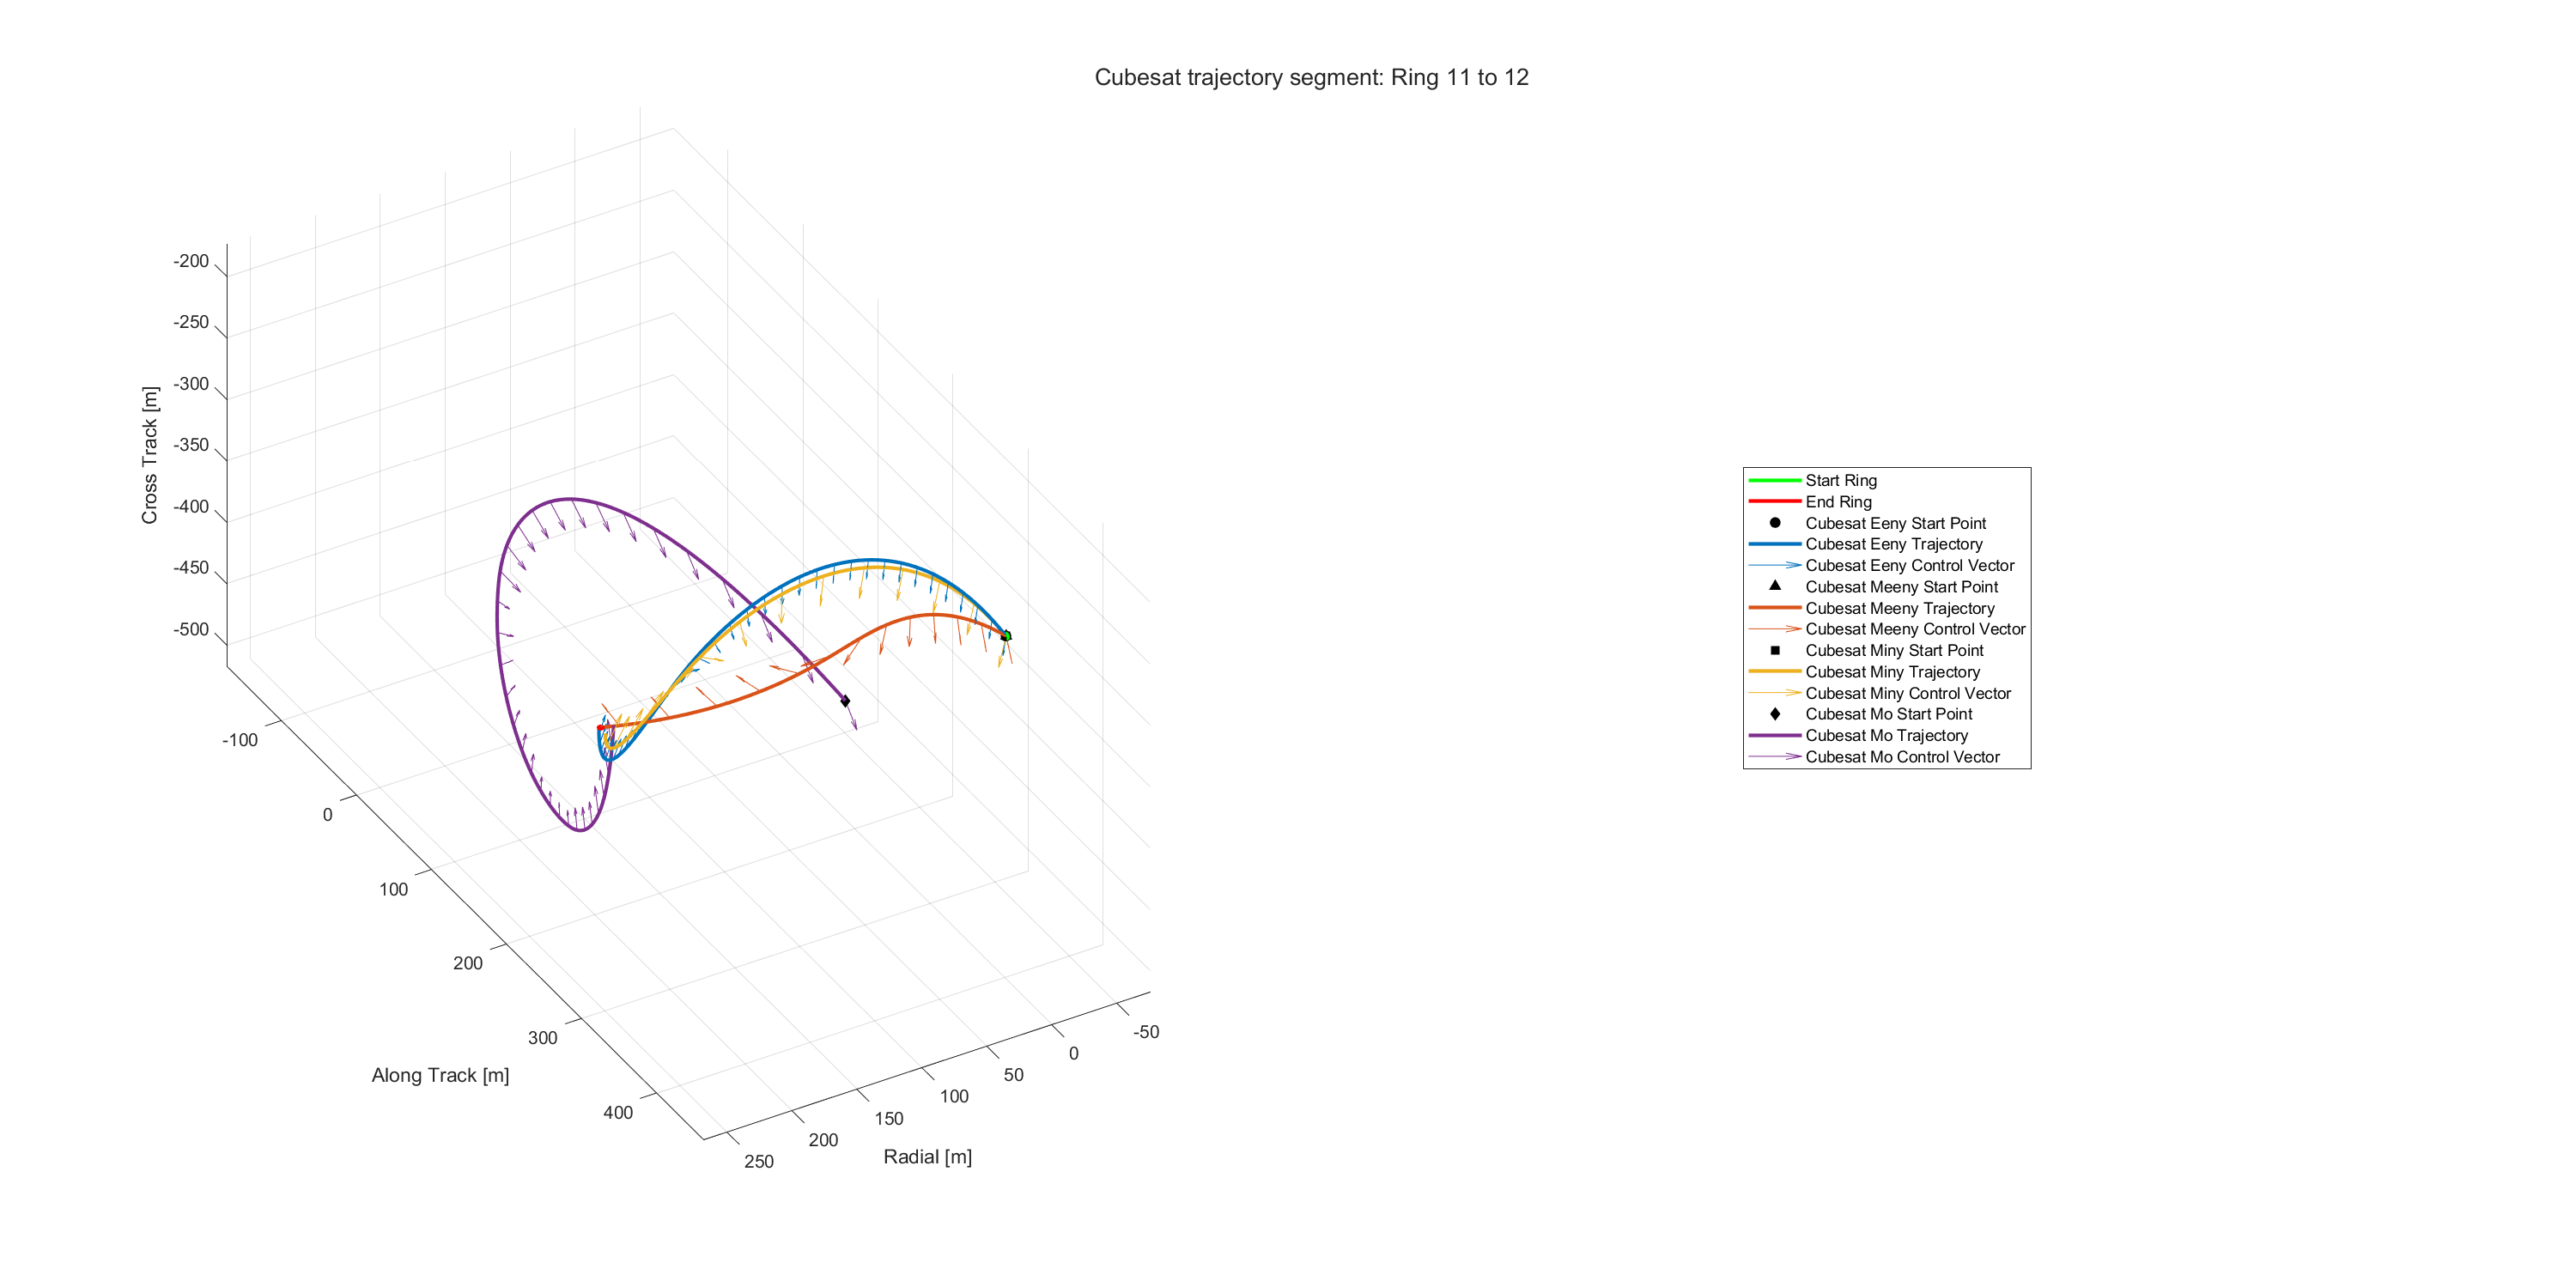 Cubesat trajectory segment: Ring 11 to 12
-200
-250
-300
-350
-400
-450
-500
Cross Track [m]
-100
0
100
200
300
400
Along Track [m]
250
200
150
100
50
0
-50
Radial [m]
Start Ring
End Ring
Cubesat Eeny Start Point
Cubesat Eeny Trajectory
Cubesat Eeny Control Vector
Cubesat Meeny Start Point
Cubesat Meeny Trajectory
Cubesat Meeny Control Vector
Cubesat Miny Start Point
Cubesat Miny Trajectory
Cubesat Miny Control Vector
Cubesat Mo Start Point
Cubesat Mo Trajectory
Cubesat Mo Control Vector